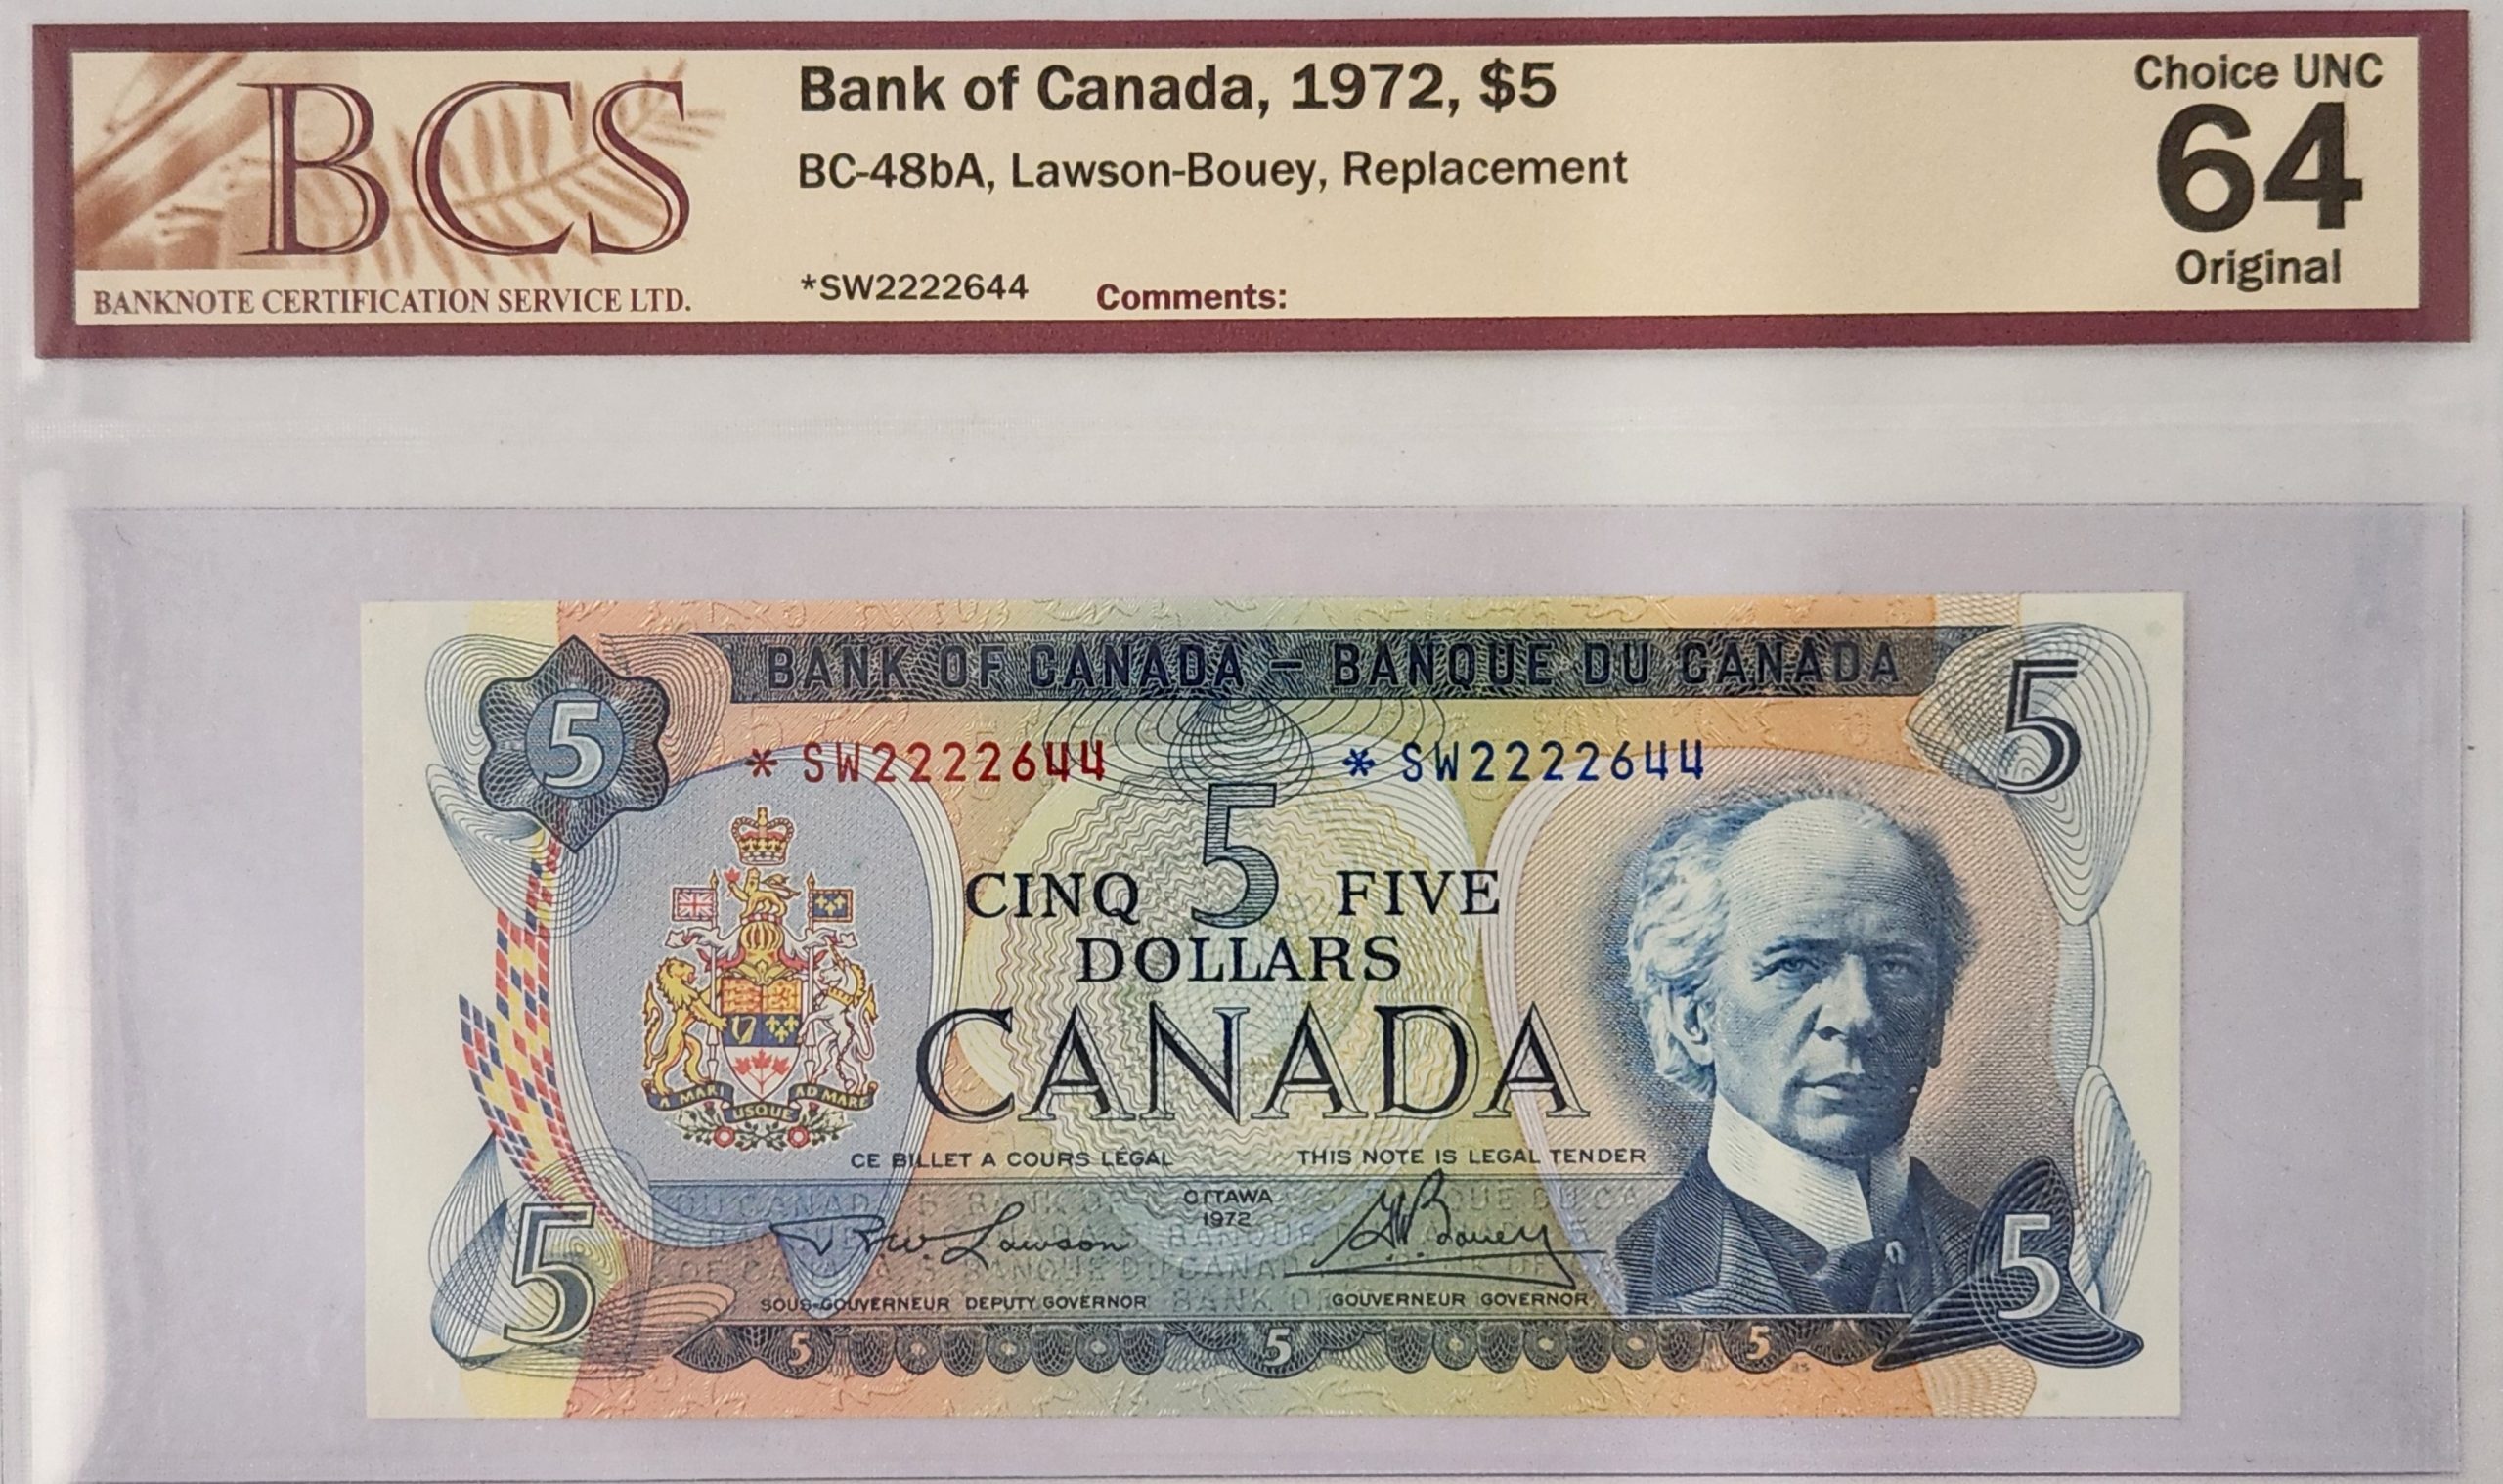 BCS
BANKNOTE CERTIFICATION SERVICE LTD.
Bank of Canada, 1972, $5
BC-48bA, Lawson-Bouey, Replacement
*SW2222644 Comments:
Choice UNC
64
Original
BANK OF CANADA – BANQUE DU CANADA
5 5
* SW2222644 * SW2222644
5
CINQ FIVE
DOLLARS
CANADA
A MARI USQUE AD MARE
CE BILLET A COURS LÉGAL THIS NOTE IS LEGAL TENDER
OTTAWA
1972
R.W. Lawson G.K. Bouey
SOUS-GOUVERNEUR DEPUTY GOVERNOR GOUVERNEUR GOVERNOR
5 5
5 5 5